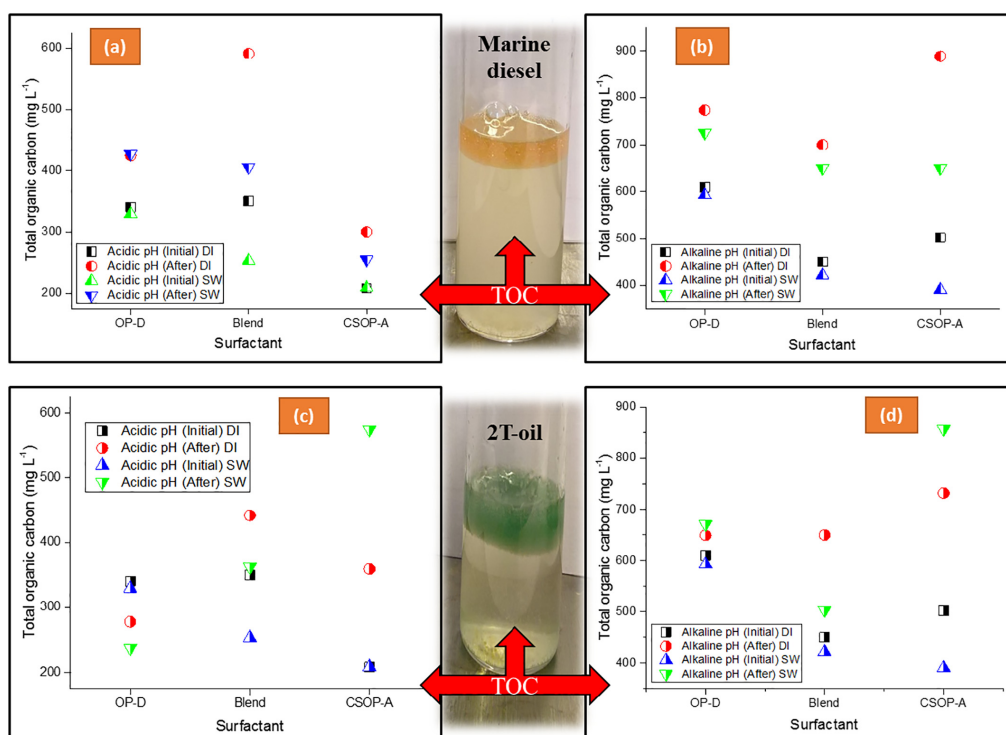 (a)
Total organic carbon (mg L⁻¹)
600
500
400
300
200
Acidic pH (Initial) DI
Acidic pH (After) DI
Acidic pH (Initial) SW
Acidic pH (After) SW
OP-D Blend CSOP-A
Surfactant
Marine
diesel
TOC
(b)
Total organic carbon (mg L⁻¹)
900
800
700
600
500
400
Alkaline pH (Initial) DI
Alkaline pH (After) DI
Alkaline pH (Initial) SW
Alkaline pH (After) SW
OP-D Blend CSOP-A
Surfactant
(c)
Total organic carbon (mg L⁻¹)
600
500
400
300
200
Acidic pH (Initial) DI
Acidic pH (After) DI
Acidic pH (Initial) SW
Acidic pH (After) SW
OP-D Blend CSOP-A
Surfactant
2T-oil
TOC
(d)
Total organic carbon (mg L⁻¹)
900
800
700
600
500
400
Alkaline pH (Initial) DI
Alkaline pH (After) DI
Alkaline pH (Initial) SW
Alkaline pH (After) SW
OP-D Blend CSOP-A
Surfactant